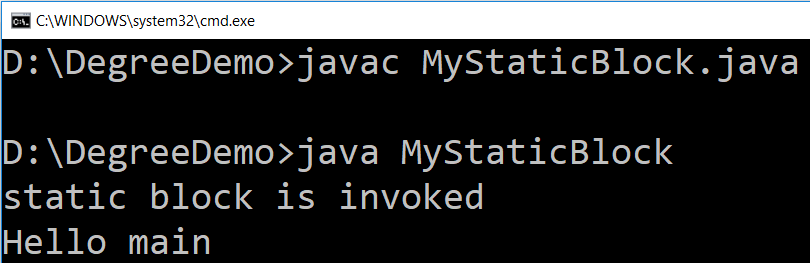 C:\WINDOWS\system32\cmd.exe
D:\DegreeDemo>javac MyStaticBlock.java
D:\DegreeDemo>java MyStaticBlock
static block is invoked
Hello main